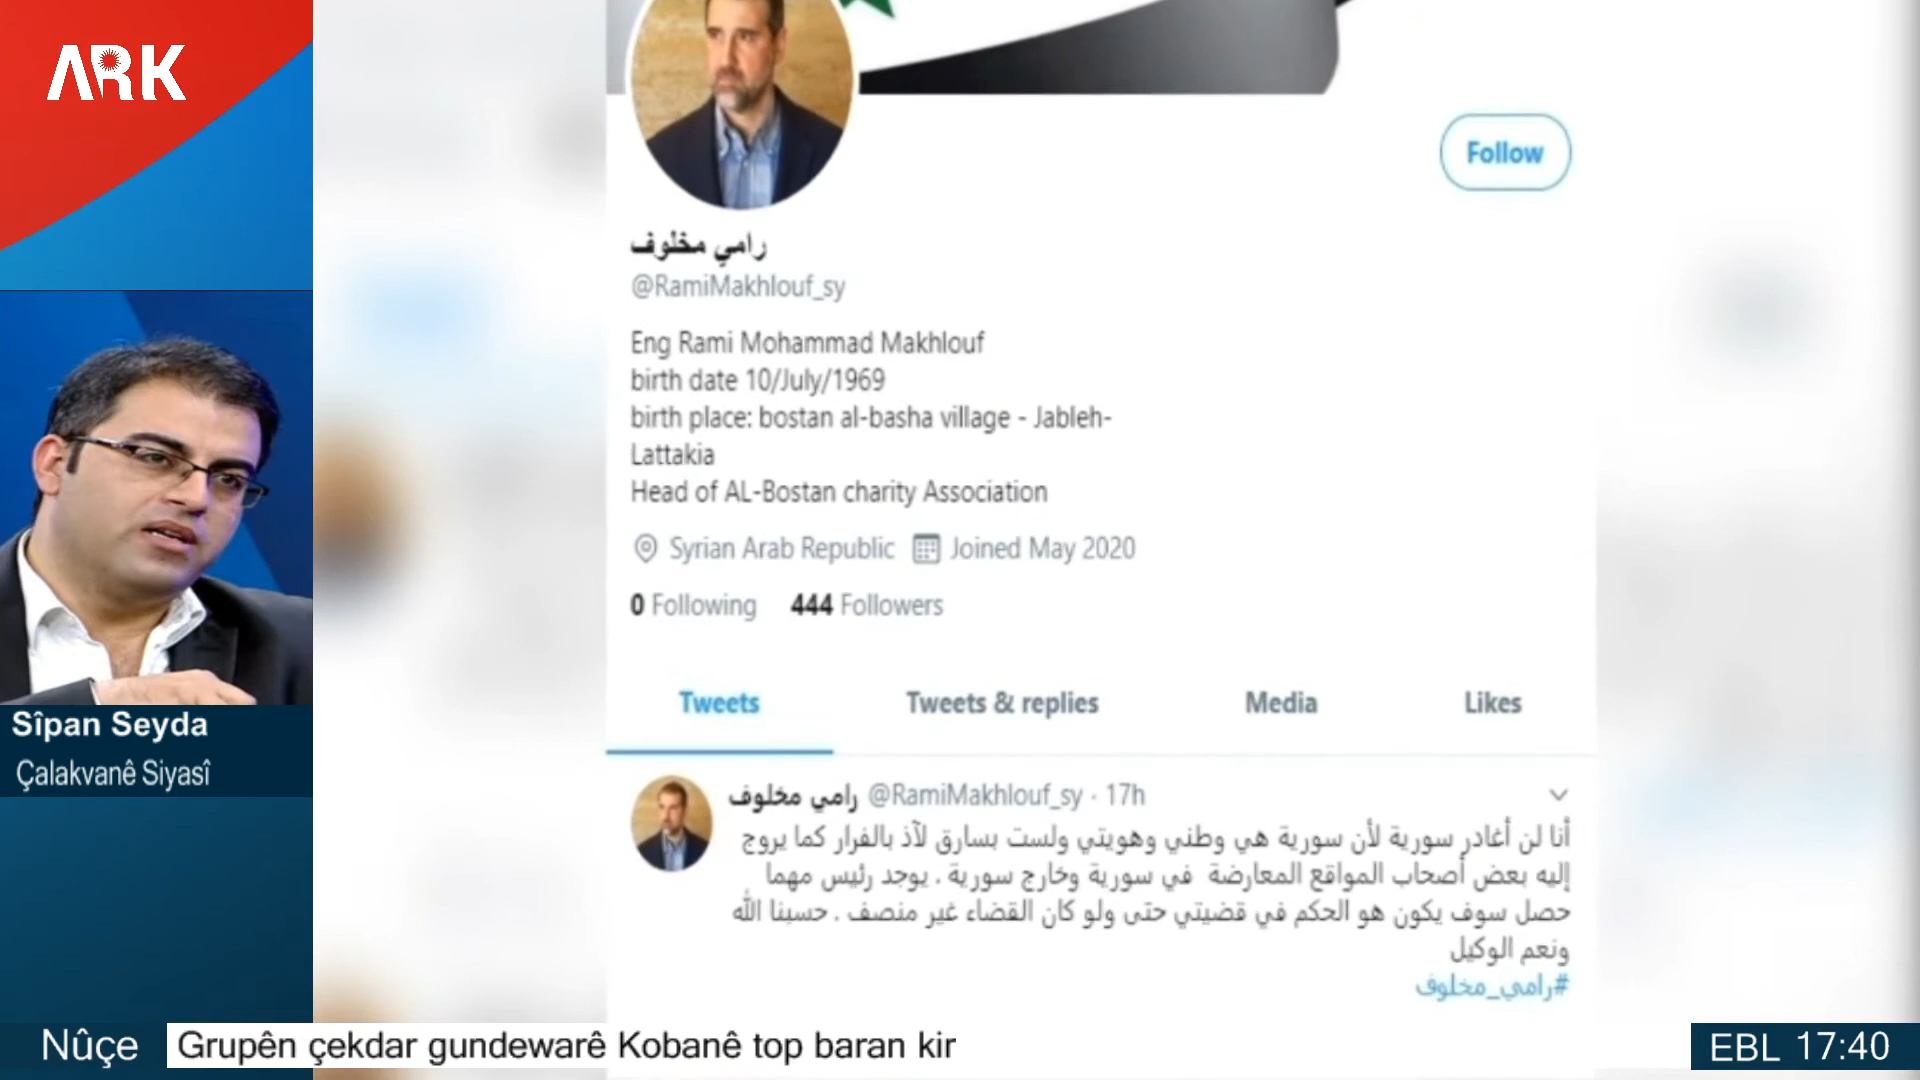 ARK
Follow
رامي مخلوف
@RamiMakhlouf_sy
Eng Rami Mohammad Makhlouf
birth date 10/July/1969
birth place: bostan al-basha village - Jableh-
Lattakia
Head of AL-Bostan charity Association
Syrian Arab Republic Joined May 2020
0 Following 444 Followers
Tweets Tweets & replies Media Likes
رامي مخلوف @RamiMakhlouf_sy · 17h
أنا لن أغادر سورية لأن سورية هي وطني وهويتي ولست بسارق لآذ بالفرار كما يروج
إليه بعض أصحاب المواقع المعارضة في سورية وخارج سورية . يوجد رئيس مهما
حصل سوف يكون هو الحكم في قضيتي حتى ولو كان القضاء غير منصف . حسبنا الله
ونعم الوكيل
#رامي_مخلوف
Sîpan Seyda
Çalakvanê Siyasî
Nûçe
Grupên çekdar gundewarê Kobanê top baran kir
EBL 17:40